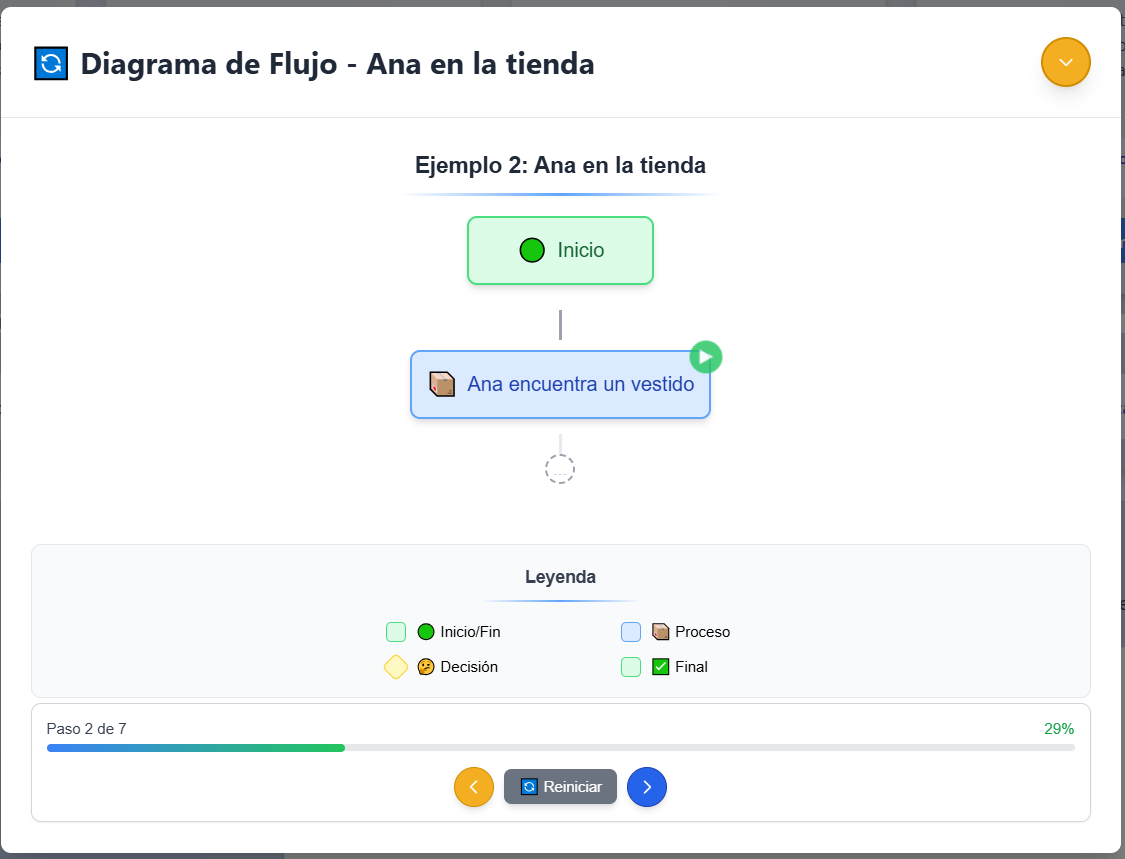 Diagrama de Flujo - Ana en la tienda
Ejemplo 2: Ana en la tienda
Inicio
Ana encuentra un vestido
...
Leyenda
Inicio/Fin
Proceso
Decisión
Final
Paso 2 de 7
29%
Reiniciar